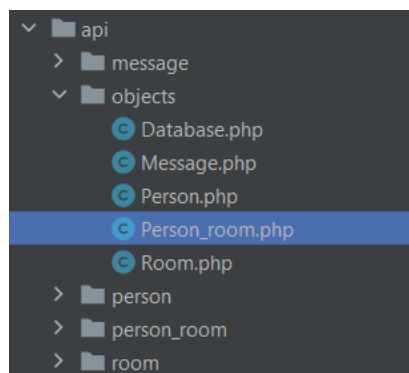 api
message
objects
Database.php
Message.php
Person.php
Person_room.php
Room.php
person
person_room
room